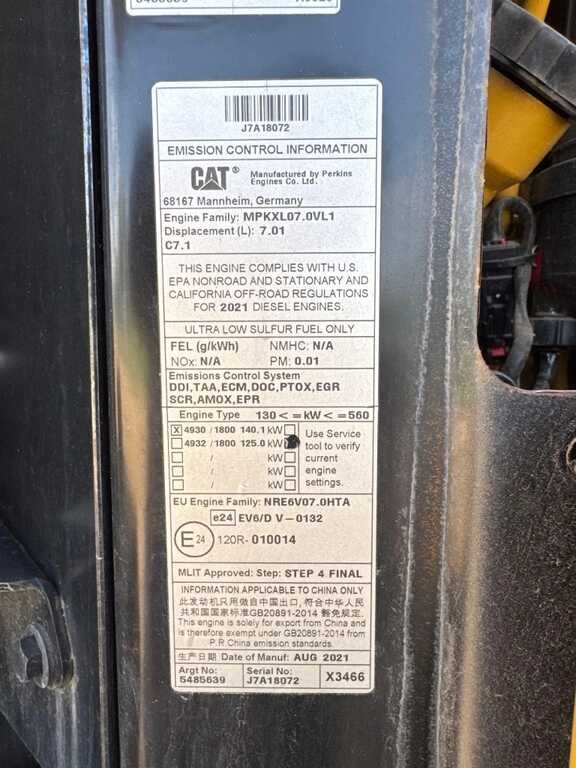 J7A18072
EMISSION CONTROL INFORMATION
CAT Manufactured by Perkins
Engines Co. Ltd.
68167 Mannheim, Germany
Engine Family: MPKXL07.0VL1
Displacement (L): 7.01
C7.1
THIS ENGINE COMPLIES WITH U.S.
EPA NONROAD AND STATIONARY AND
CALIFORNIA OFF-ROAD REGULATIONS
FOR 2021 DIESEL ENGINES.
ULTRA LOW SULFUR FUEL ONLY
FEL (g/kWh) NMHC: N/A
NOx: N/A PM: 0.01
Emissions Control System
DDI,TAA,ECM,DOC,PTOX,EGR
SCR,AMOX,EPR
Engine Type 130 < =kW < =560
X 4930 / 1800 140.1 kW
4932 / 1800 125.0 kW
/ kW
/ kW
/ kW
Use Service
tool to verify
current
engine
settings.
EU Engine Family: NRE6V07.0HTA
e24 EV6/D V-0132
E 24 120R- 010014
MLIT Approved: Step: STEP 4 FINAL
INFORMATION APPLICABLE TO CHINA ONLY
此发动机只用做自中国出口, 符合中华人民
共和国国家标准GB20891-2014 豁免规定.
This engine is solely for export from China and
is therefore exempt under GB20891-2014 from
P.R.China emission standards.
生产日期 Date of Manuf: AUG 2021
Argt No: Serial No:
5485639 J7A18072 X3466